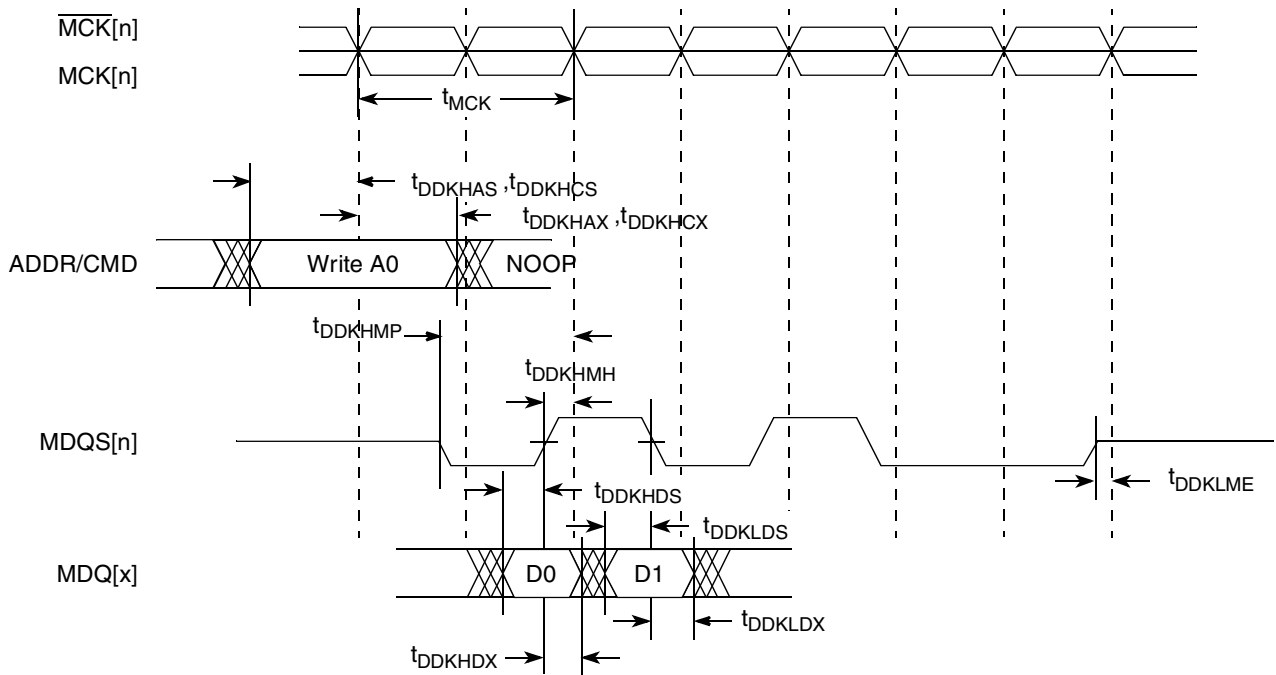 MCK[n]
MCK[n]
tMCK
tDDKHAS ,tDDKHCS
tDDKHAX ,tDDKHCX
ADDR/CMD
Write A0
NOOP
tDDKHMP
tDDKHMH
MDQS[n]
tDDKHDS
tDDKLME
tDDKLDS
MDQ[x]
D0
D1
tDDKLDX
tDDKHDX